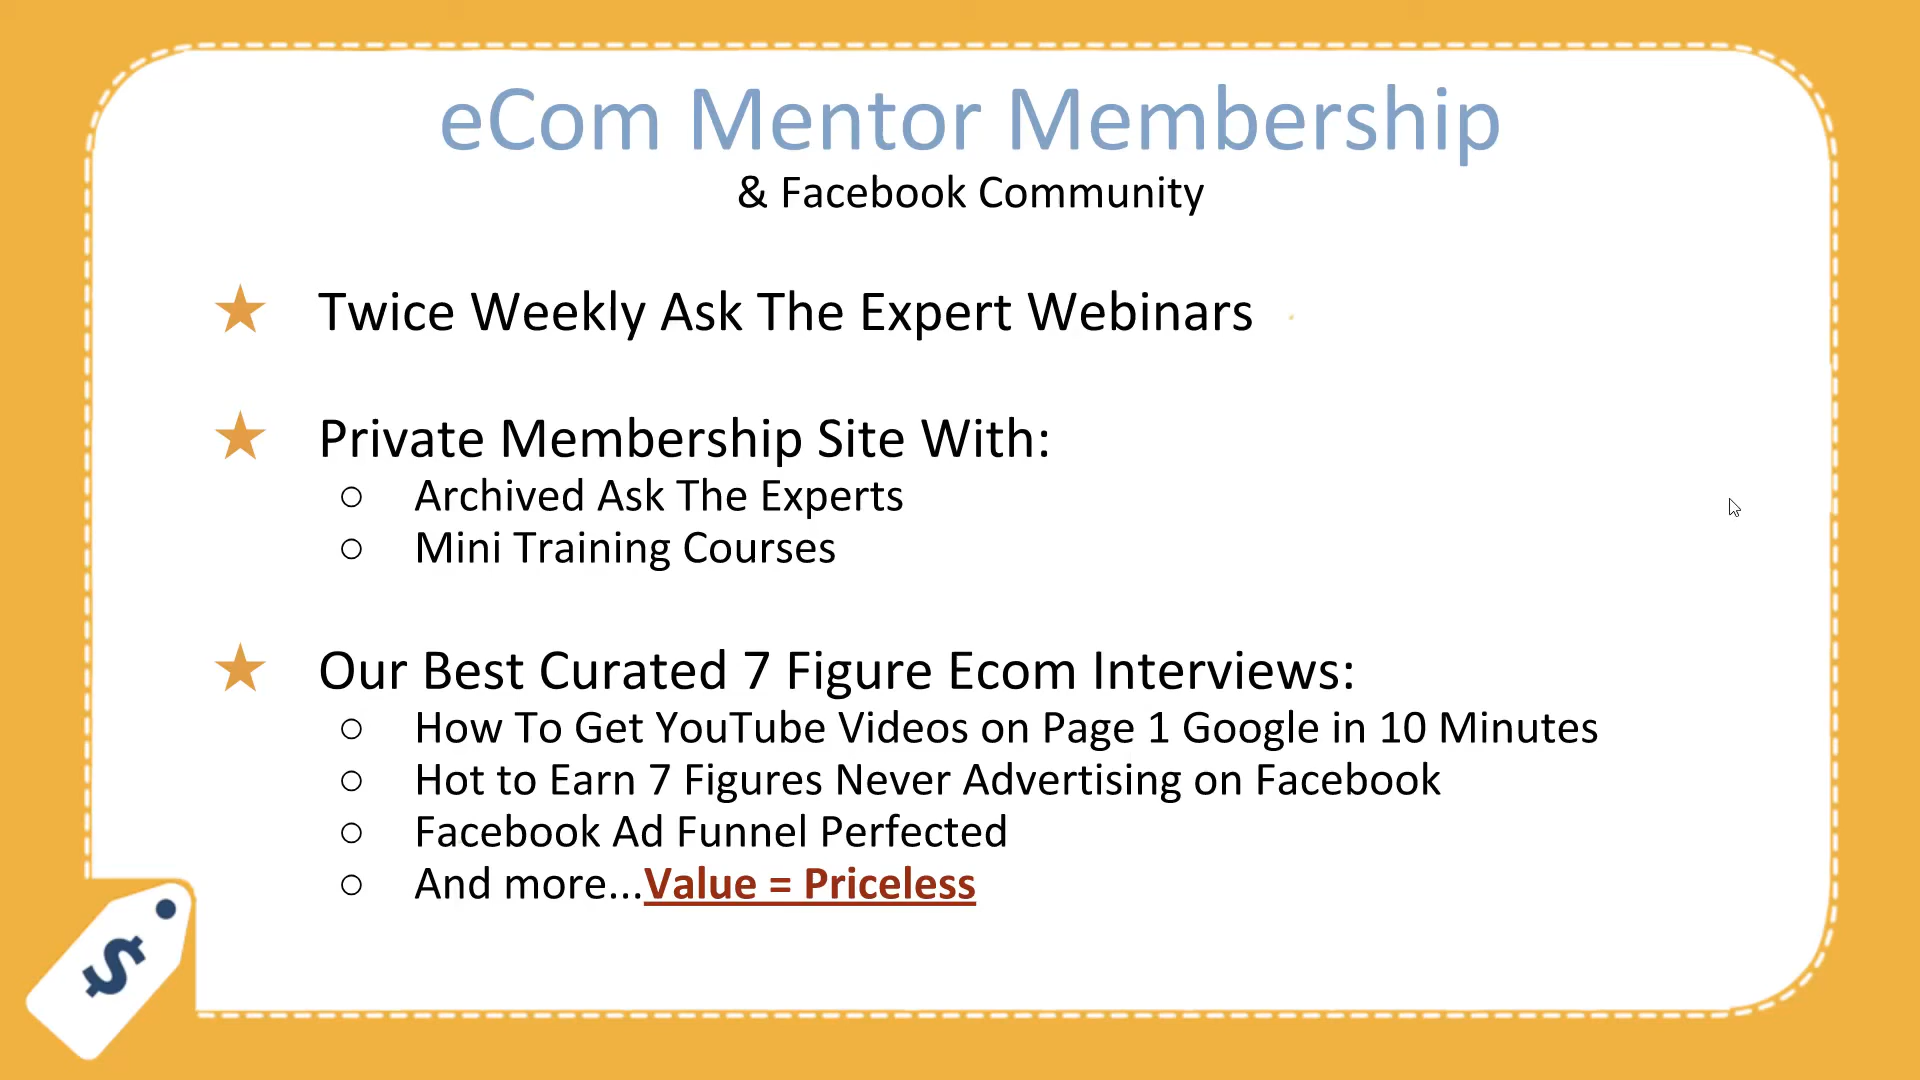 eCom Mentor Membership
& Facebook Community
★ Twice Weekly Ask The Expert Webinars
★ Private Membership Site With:
○ Archived Ask The Experts
○ Mini Training Courses
★ Our Best Curated 7 Figure Ecom Interviews:
○ How To Get YouTube Videos on Page 1 Google in 10 Minutes
○ Hot to Earn 7 Figures Never Advertising on Facebook
○ Facebook Ad Funnel Perfected
○ And more...Value = Priceless
$